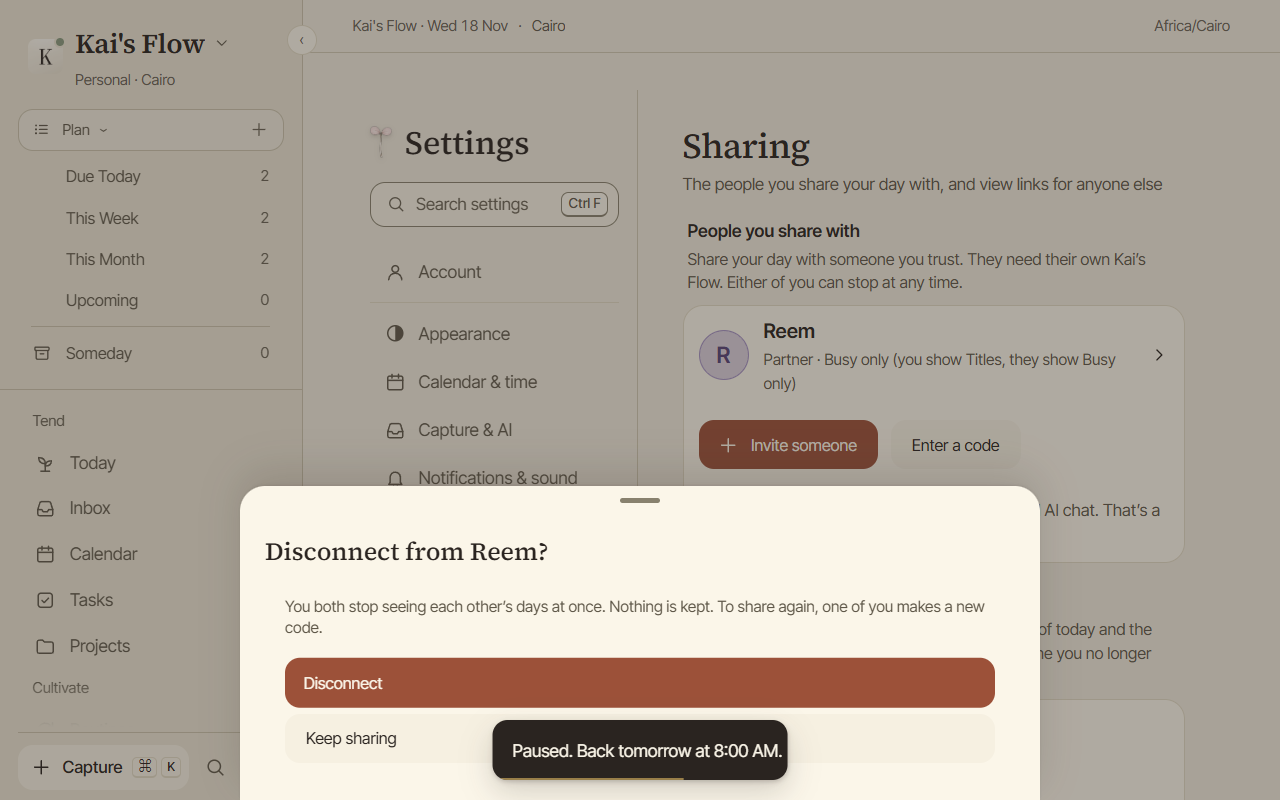 K
Kai's Flow
Personal · Cairo
Plan
Due Today 2
This Week 2
This Month 2
Upcoming 0
Someday 0
Tend
Today
Inbox
Calendar
Tasks
Projects
Cultivate
Capture ⌘ K
Kai's Flow · Wed 18 Nov · Cairo
Africa/Cairo
Settings
Search settings Ctrl F
Account
Appearance
Calendar & time
Capture & AI
Notifications & sound
Sharing
The people you share your day with, and view links for anyone else
People you share with
Share your day with someone you trust. They need their own Kai’s
Flow. Either of you can stop at any time.
R
Reem
Partner · Busy only (you show Titles, they show Busy
only)
Invite someone
Enter a code
AI chat. That’s a
of today and the
you no longer
Disconnect from Reem?
You both stop seeing each other’s days at once. Nothing is kept. To share again, one of you makes a new
code.
Disconnect
Keep sharing
Paused. Back tomorrow at 8:00 AM.